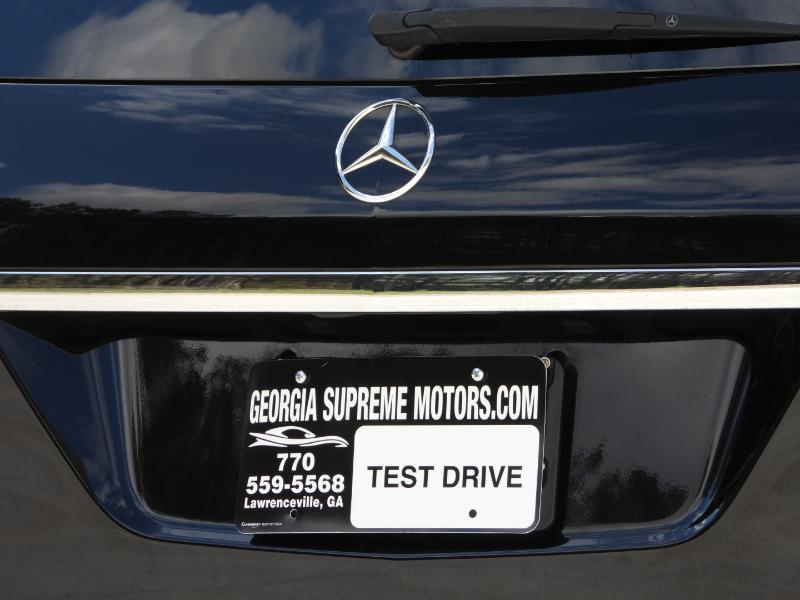 GEORGIA SUPREME MOTORS.COM
770
559-5568
Lawrenceville, GA
TEST DRIVE